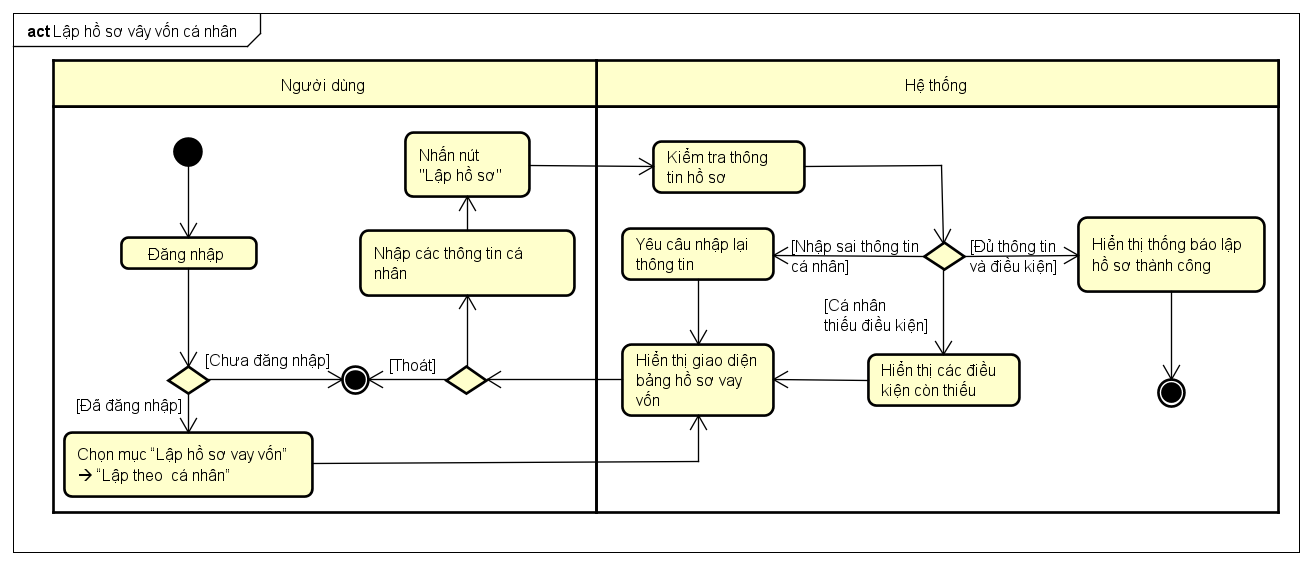 act Lập hồ sơ vây vốn cá nhân
Người dùng
Hệ thống
Nhấn nút
"Lập hồ sơ"
Kiểm tra thông
tin hồ sơ
Đăng nhập
Nhập các thông tin cá
nhân
Yêu câu nhập lại
thông tin
[Nhập sai thông tin
cá nhân]
[Đủ thông tin
và điều kiện]
Hiển thị thống báo lập
hồ sơ thành công
[Cá nhân
thiếu điều kiện]
[Chưa đăng nhập]
[Thoát]
Hiển thị giao diện
bảng hồ sơ vay
vốn
Hiển thị các điều
kiện còn thiếu
[Đã đăng nhập]
Chọn mục “Lập hồ sơ vay vốn”
→ “Lập theo  cá nhân”